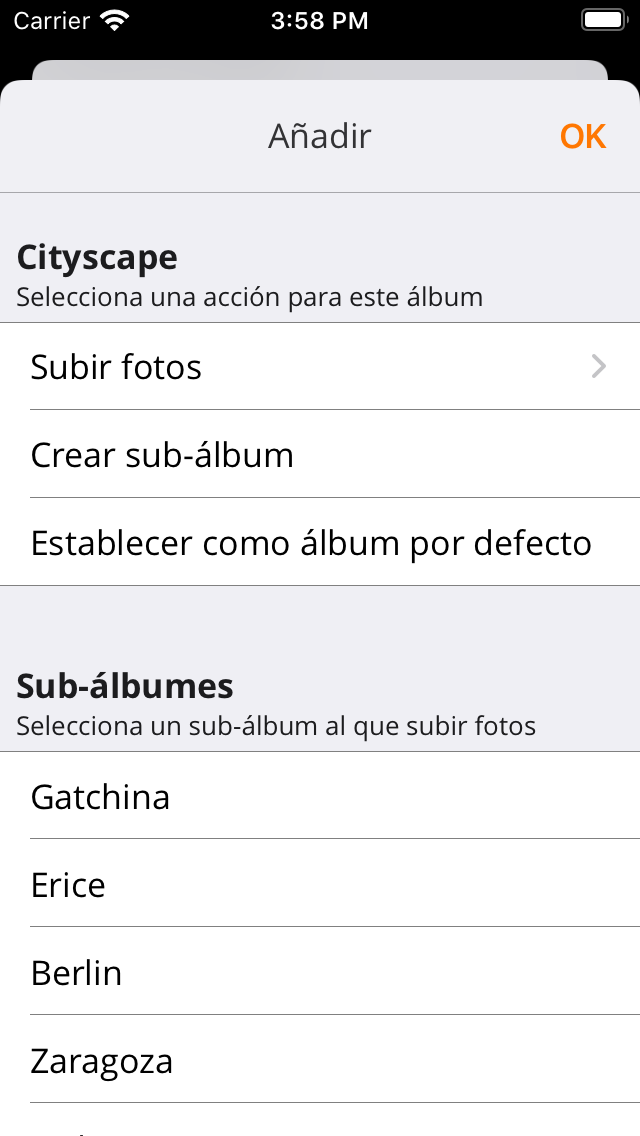 Carrier 3:58 PM
Añadir OK
Cityscape
Selecciona una acción para este álbum
Subir fotos
Crear sub-álbum
Establecer como álbum por defecto
Sub-álbumes
Selecciona un sub-álbum al que subir fotos
Gatchina
Erice
Berlin
Zaragoza